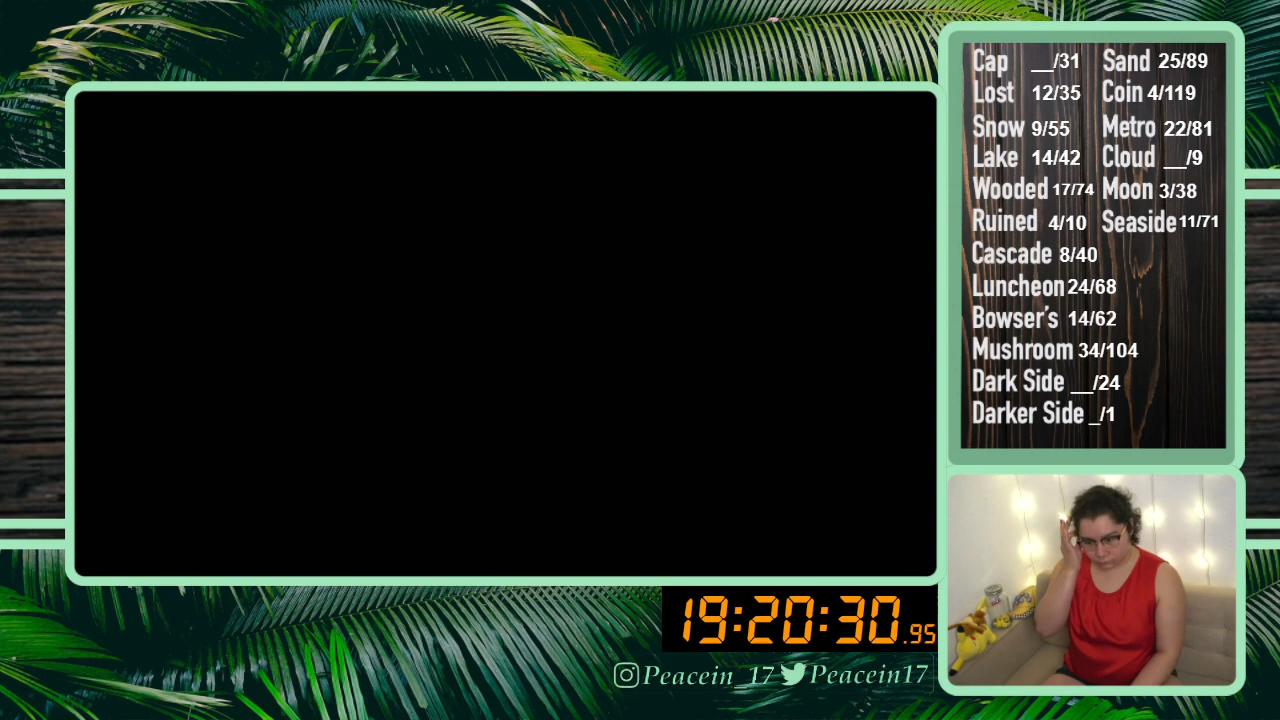 Cap __/31 Sand 25/89
Lost 12/35 Coin 4/119
Snow 9/55 Metro 22/81
Lake 14/42 Cloud __/9
Wooded 17/74 Moon 3/38
Ruined 4/10 Seaside 11/71
Cascade 8/40
Luncheon 24/68
Bowser's 14/62
Mushroom 34/104
Dark Side __/24
Darker Side _/1
19:20:30.95
Peacein_17 Peacein17